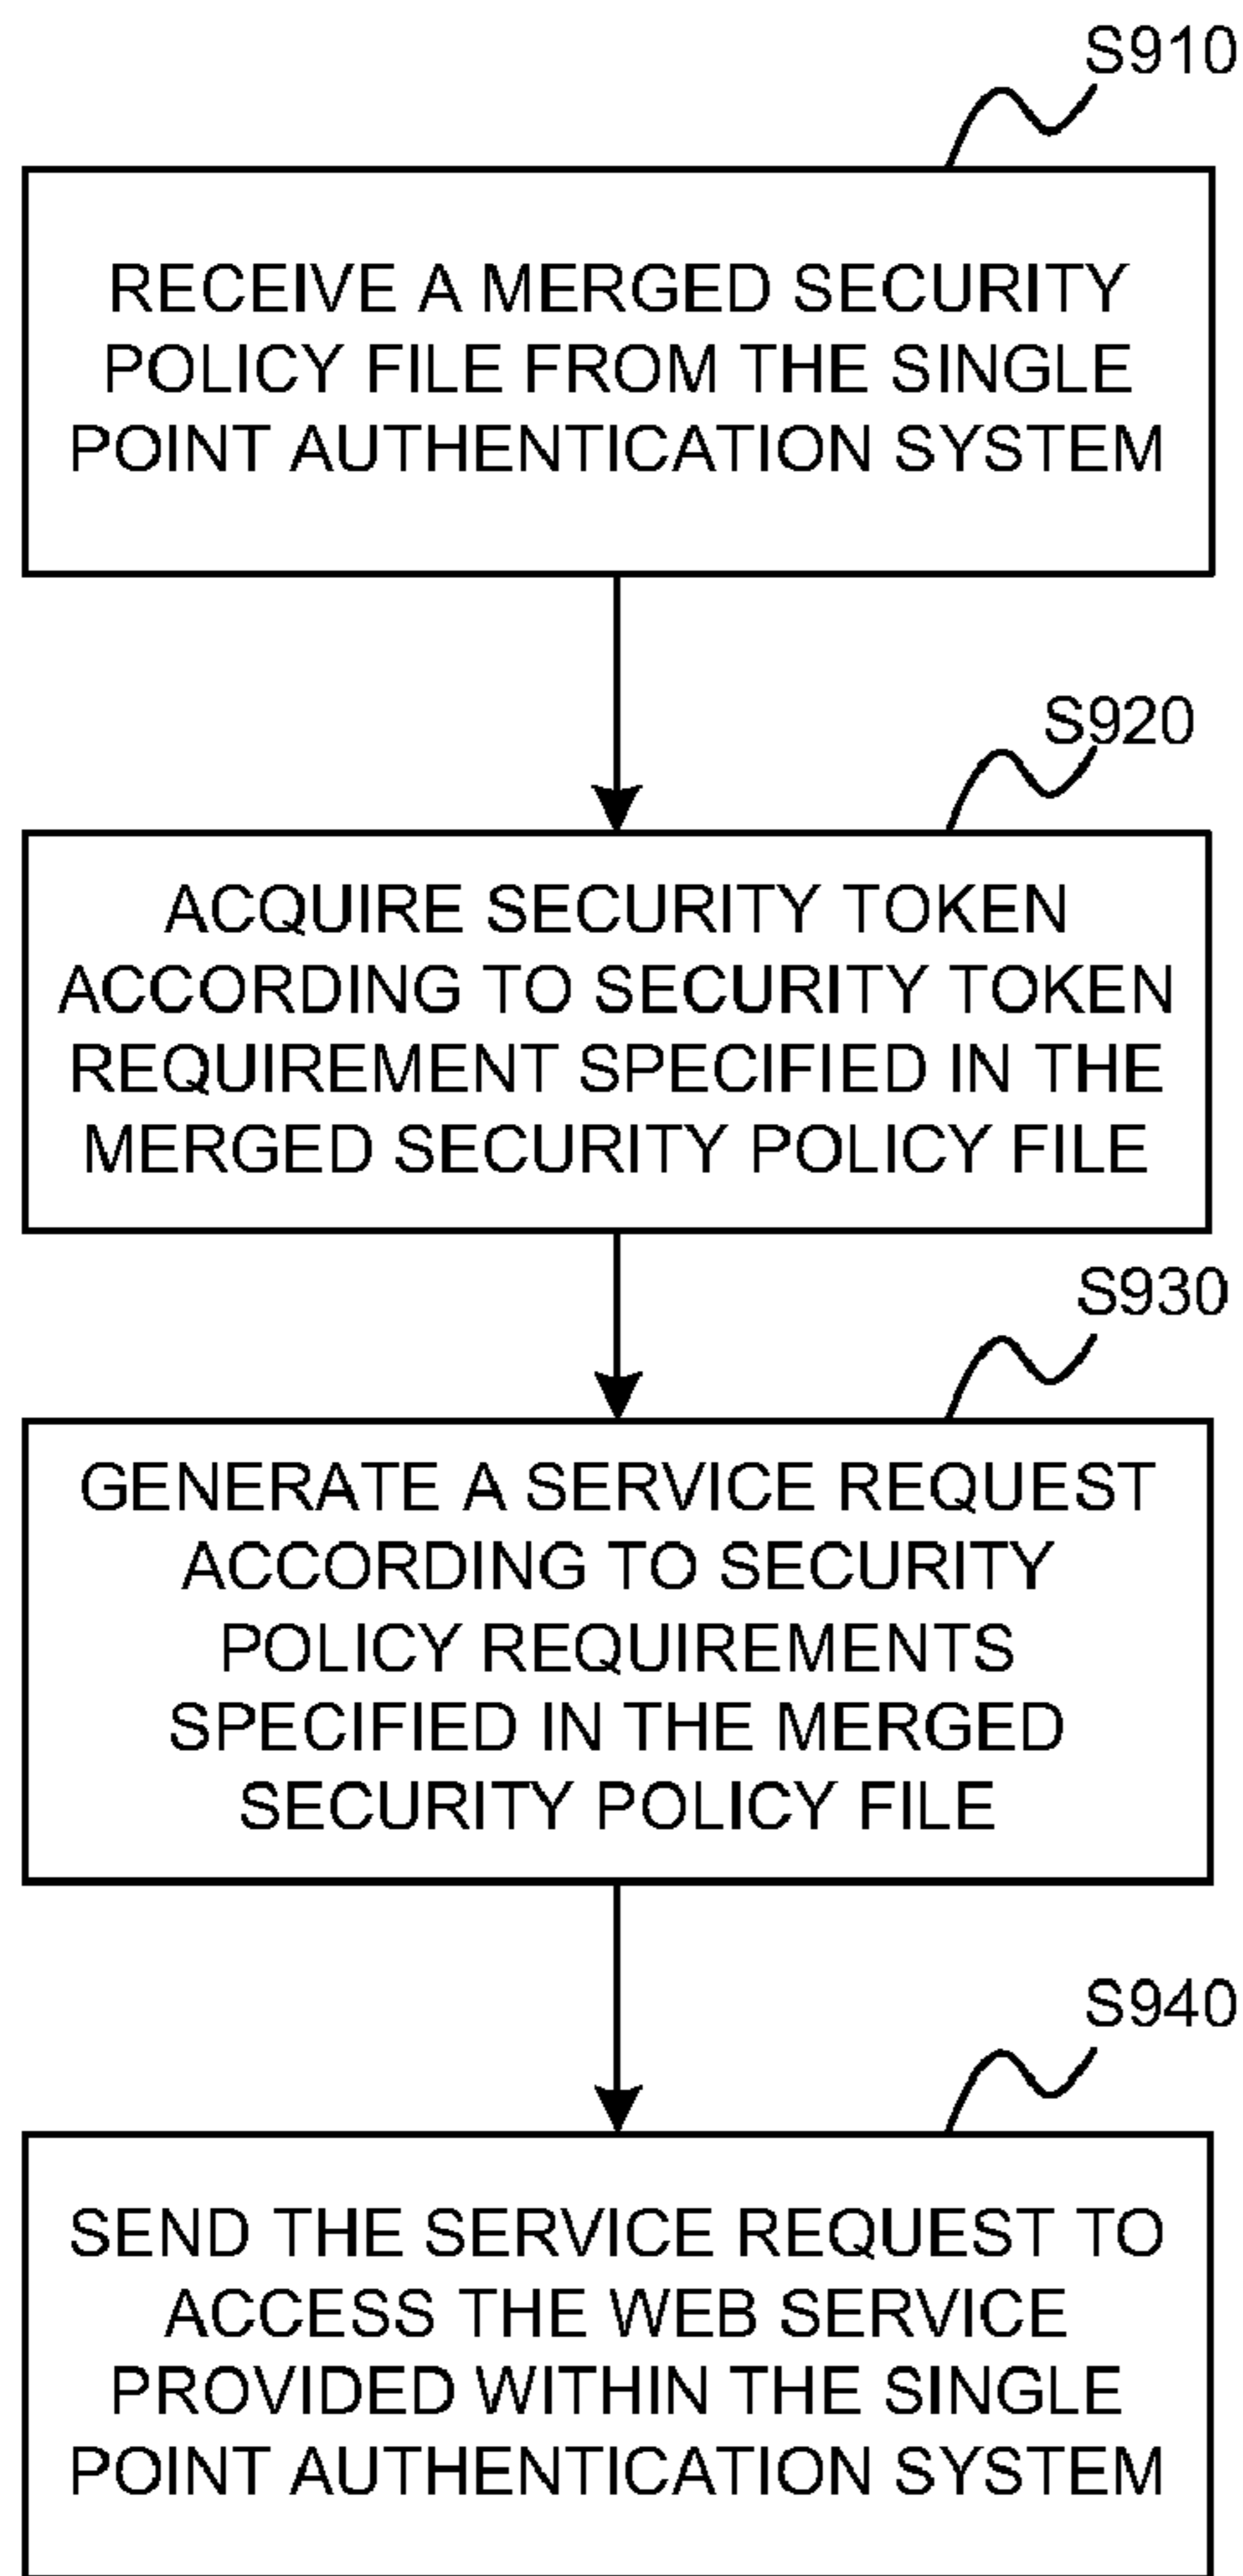 S910
RECEIVE A MERGED SECURITY
POLICY FILE FROM THE SINGLE
POINT AUTHENTICATION SYSTEM
S920
ACQUIRE SECURITY TOKEN
ACCORDING TO SECURITY TOKEN
REQUIREMENT SPECIFIED IN THE
MERGED SECURITY POLICY FILE
S930
GENERATE A SERVICE REQUEST
ACCORDING TO SECURITY
POLICY REQUIREMENTS
SPECIFIED IN THE MERGED
SECURITY POLICY FILE
S940
SEND THE SERVICE REQUEST TO
ACCESS THE WEB SERVICE
PROVIDED WITHIN THE SINGLE
POINT AUTHENTICATION SYSTEM